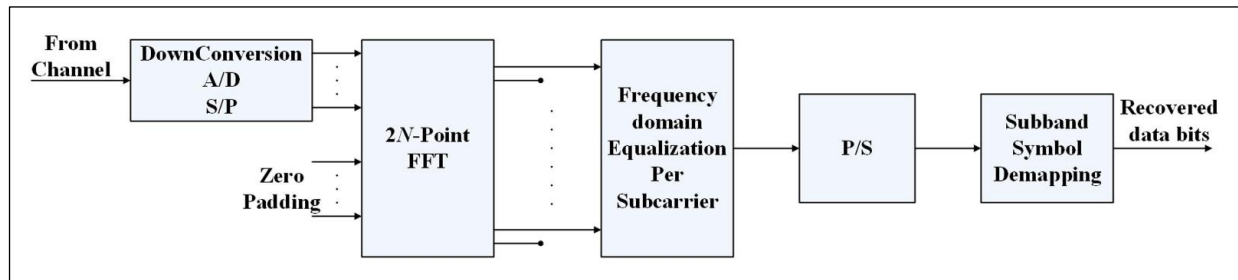 From
Channel
DownConversion
A/D
S/P
Zero
Padding
2N-Point
FFT
Frequency
domain
Equalization
Per
Subcarrier
P/S
Subband
Symbol
Demapping
Recovered
data bits